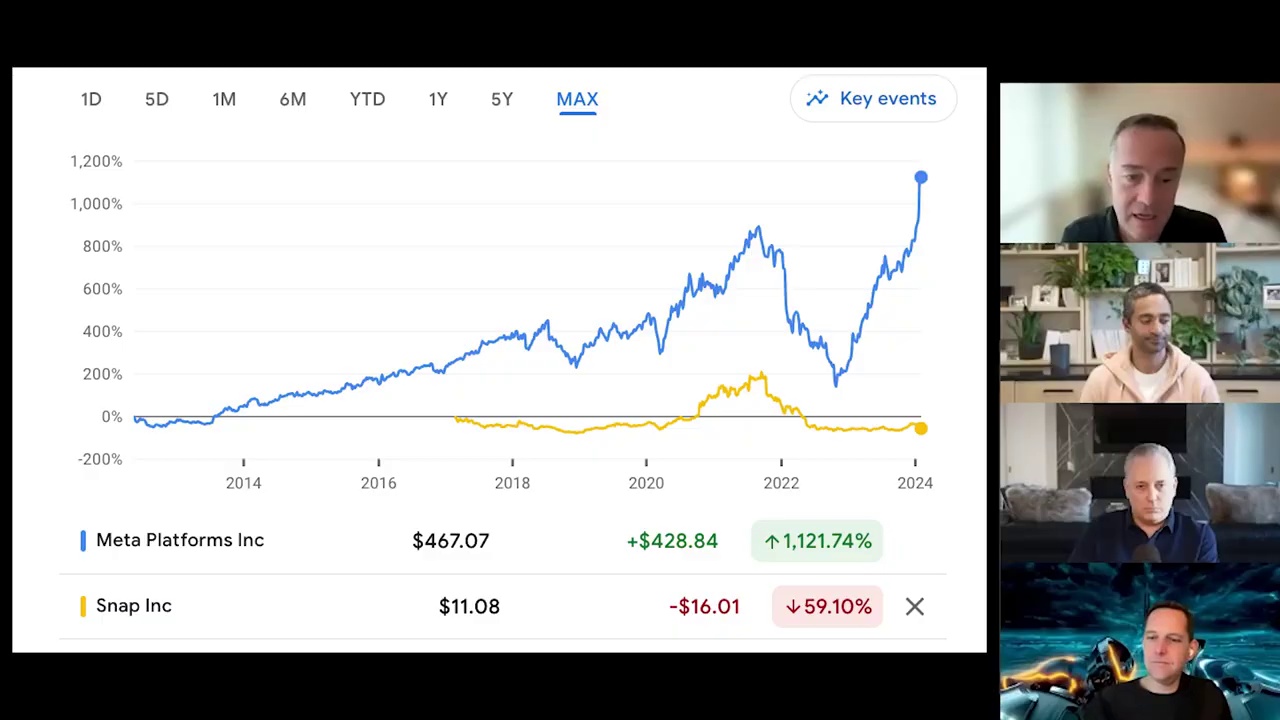 1D 5D 1M 6M YTD 1Y 5Y MAX Key events
1,200%
1,000%
800%
600%
400%
200%
0%
-200%
2014 2016 2018 2020 2022 2024
Meta Platforms Inc $467.07 +$428.84 ↑1,121.74%
Snap Inc $11.08 -$16.01 ↓59.10% ✕